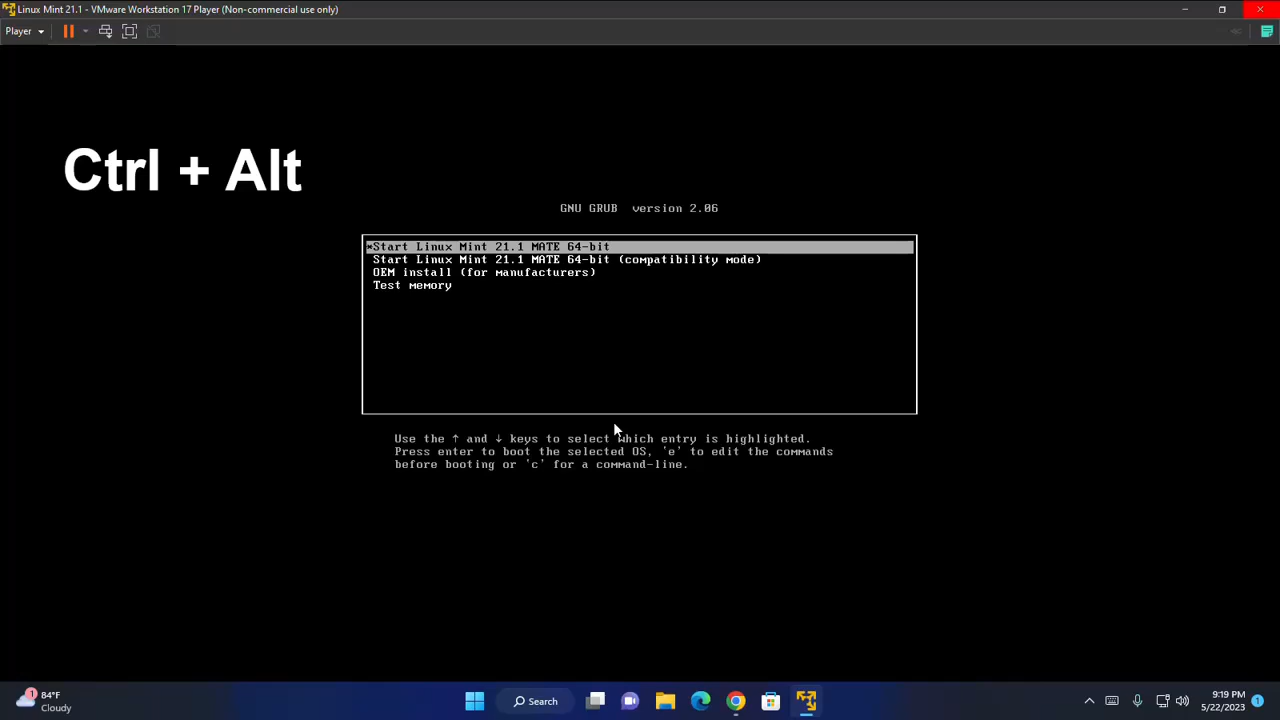 Linux Mint 21.1 - VMware Workstation 17 Player (Non-commercial use only)
Player
Ctrl + Alt
GNU GRUB version 2.06
*Start Linux Mint 21.1 MATE 64-bit
Start Linux Mint 21.1 MATE 64-bit (compatibility mode)
OEM install (for manufacturers)
Test memory
Use the ↑ and ↓ keys to select which entry is highlighted.
Press enter to boot the selected OS, 'e' to edit the commands
before booting or 'c' for a command-line.
1
84°F
Cloudy
Search
9:19 PM
5/22/2023
1